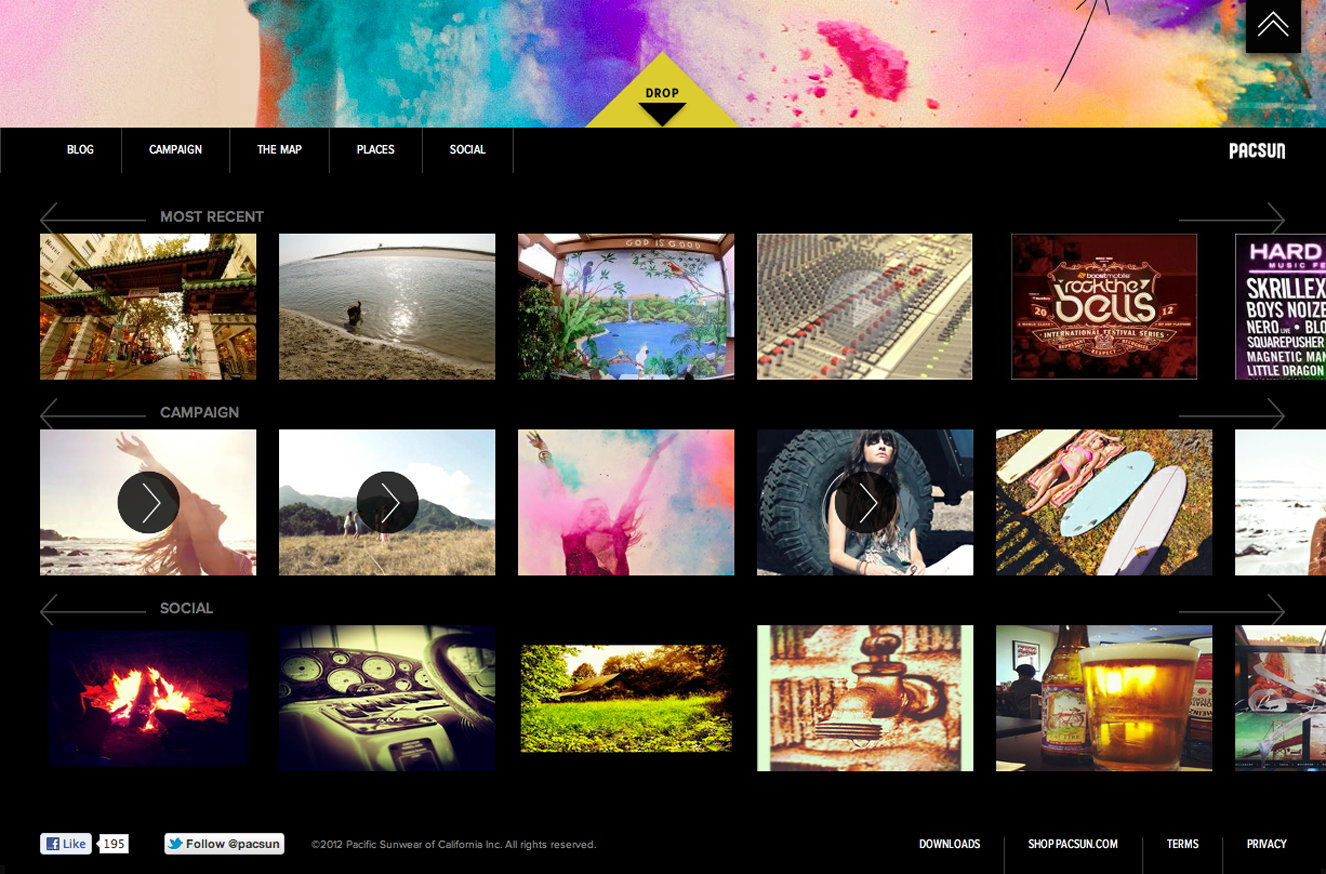 DROP
BLOG
CAMPAIGN
THE MAP
PLACES
SOCIAL
PACSUN
MOST RECENT
GOD IS GOOD
boost mobile
rock the
bells
20 12
INTERNATIONAL FESTIVAL SERIES
REPRESENT RECOGNIZE
RESPECT
HARD
MUSIC FE
SKRILLEX
BOYS NOIZE
NERO LIVE • BLO
SQUAREPUSHER
MAGNETIC MAN
LITTLE DRAGON
CAMPAIGN
SOCIAL
Like
195
Follow @pacsun
©2012 Pacific Sunwear of California Inc. All rights reserved.
DOWNLOADS
SHOP PACSUN.COM
TERMS
PRIVACY